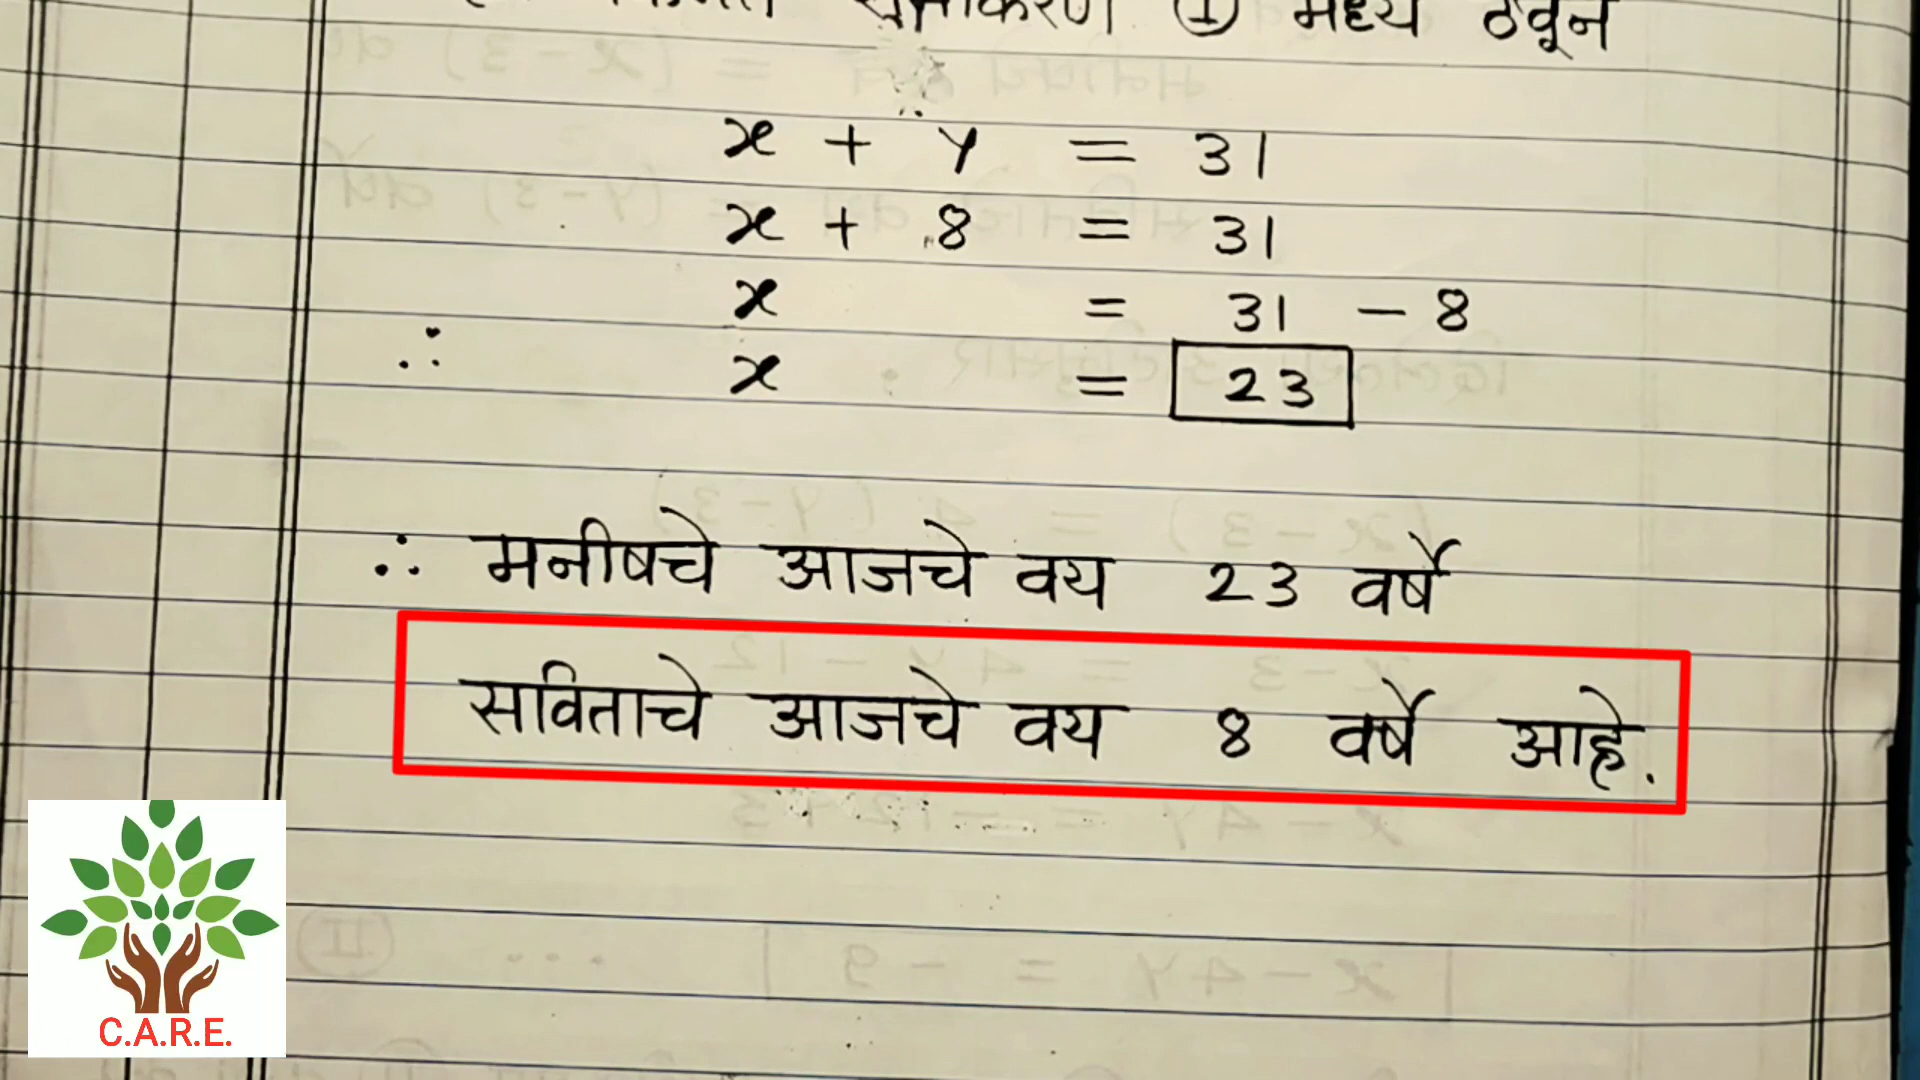 समीकरण ① मध्ये ठेवून
x + y = 31
x + 8 = 31
x = 31 - 8
∴ x = 23
∴ मनीषचे आजचे वय 23 वर्षे
सविताचे आजचे वय 8 वर्षे आहे.
C.A.R.E.